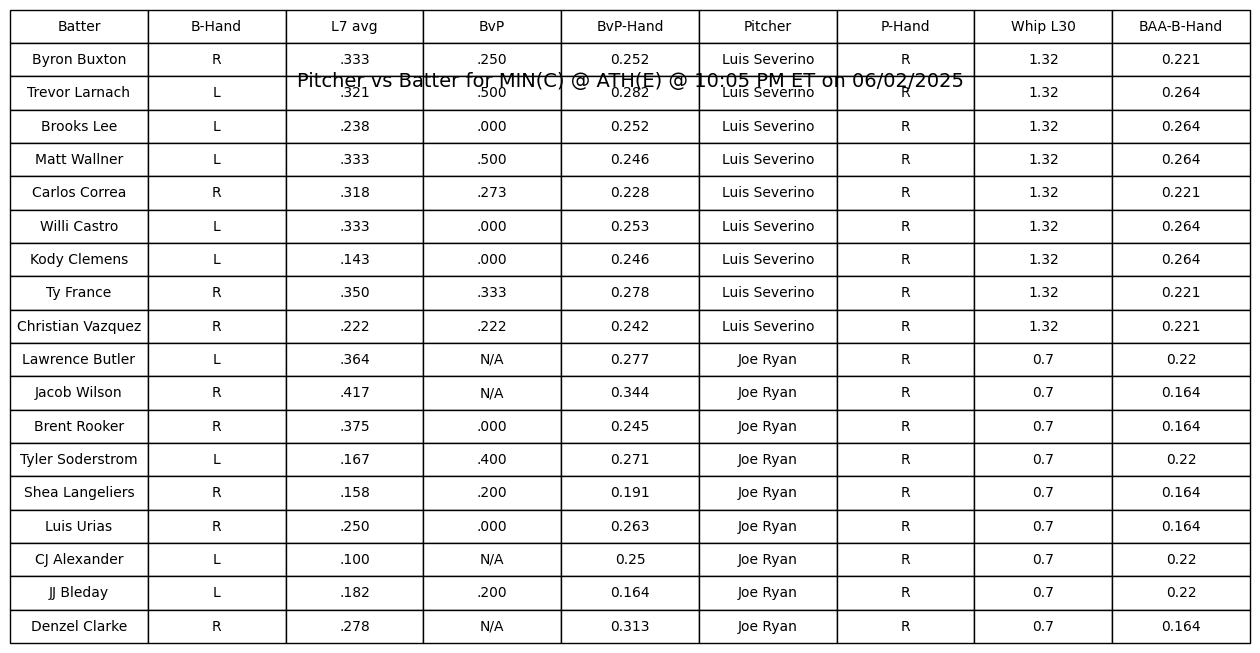 Batter B-Hand L7 avg BvP BvP-Hand Pitcher P-Hand Whip L30 BAA-B-Hand
Byron Buxton R .333 .250 0.252 Luis Severino R 1.32 0.221
Pitcher vs Batter for MIN(C) @ ATH(E) @ 10:05 PM ET on 06/02/2025
Trevor Larnach L .321 .500 0.282 Luis Severino R 1.32 0.264
Brooks Lee L .238 .000 0.252 Luis Severino R 1.32 0.264
Matt Wallner L .333 .500 0.246 Luis Severino R 1.32 0.264
Carlos Correa R .318 .273 0.228 Luis Severino R 1.32 0.221
Willi Castro L .333 .000 0.253 Luis Severino R 1.32 0.264
Kody Clemens L .143 .000 0.246 Luis Severino R 1.32 0.264
Ty France R .350 .333 0.278 Luis Severino R 1.32 0.221
Christian Vazquez R .222 .222 0.242 Luis Severino R 1.32 0.221
Lawrence Butler L .364 N/A 0.277 Joe Ryan R 0.7 0.22
Jacob Wilson R .417 N/A 0.344 Joe Ryan R 0.7 0.164
Brent Rooker R .375 .000 0.245 Joe Ryan R 0.7 0.164
Tyler Soderstrom L .167 .400 0.271 Joe Ryan R 0.7 0.22
Shea Langeliers R .158 .200 0.191 Joe Ryan R 0.7 0.164
Luis Urias R .250 .000 0.263 Joe Ryan R 0.7 0.164
CJ Alexander L .100 N/A 0.25 Joe Ryan R 0.7 0.22
JJ Bleday L .182 .200 0.164 Joe Ryan R 0.7 0.22
Denzel Clarke R .278 N/A 0.313 Joe Ryan R 0.7 0.164